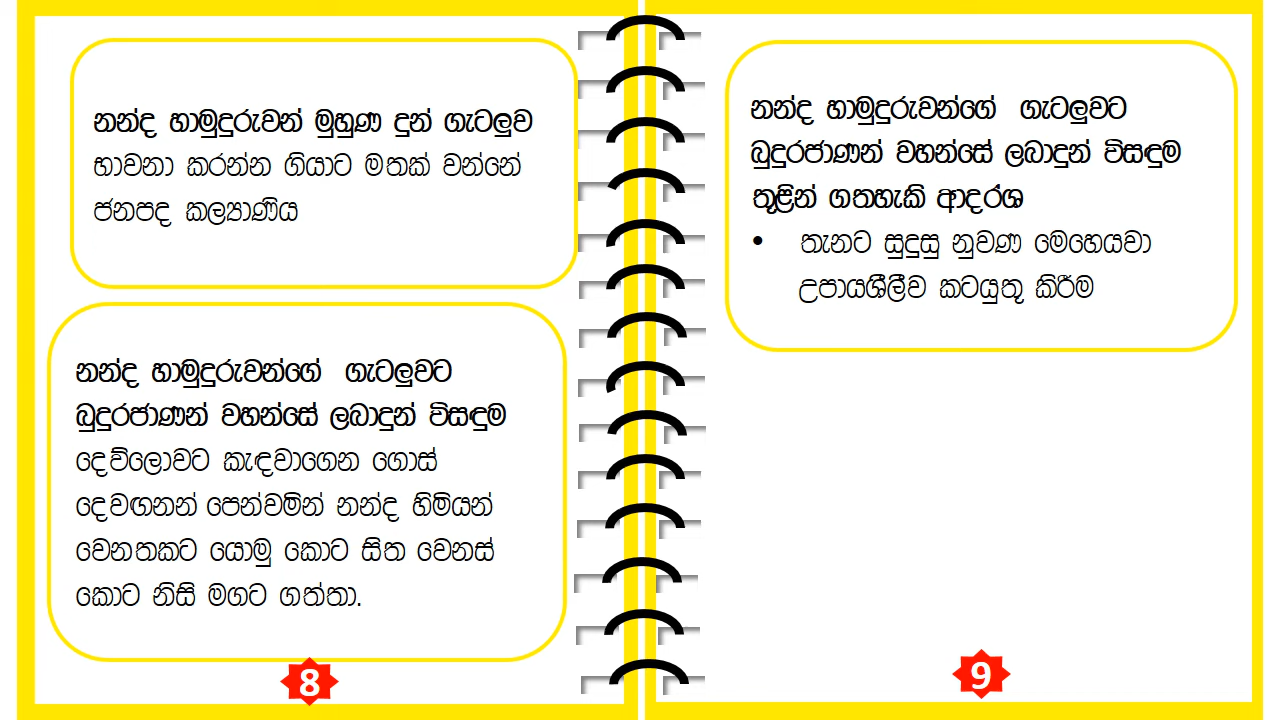 නන්ද හාමුදුරුවන් මුහුණ දුන් ගැටලුව
භාවනා කරන්න ගියාට මතක් වන්නේ
ජනපද කල්‍යාණිය
නන්ද හාමුදුරුවන්ගේ ගැටලුවට
බුදුරජාණන් වහන්සේ ලබාදුන් විසඳුම
දෙව්ලොවට කැඳවාගෙන ගොස්
දෙවඟනන් පෙන්වමින් නන්ද හිමියන්
වෙනතකට යොමු කොට සිත වෙනස්
කොට නිසි මගට ගත්තා.
8
නන්ද හාමුදුරුවන්ගේ ගැටලුවට
බුදුරජාණන් වහන්සේ ලබාදුන් විසඳුම
තූළින් ගතහැකි ආදර්ශ
• තැනට සුදුසු නුවණ මෙහෙයවා
උපායශීලීව කටයුතු කිරීම
9